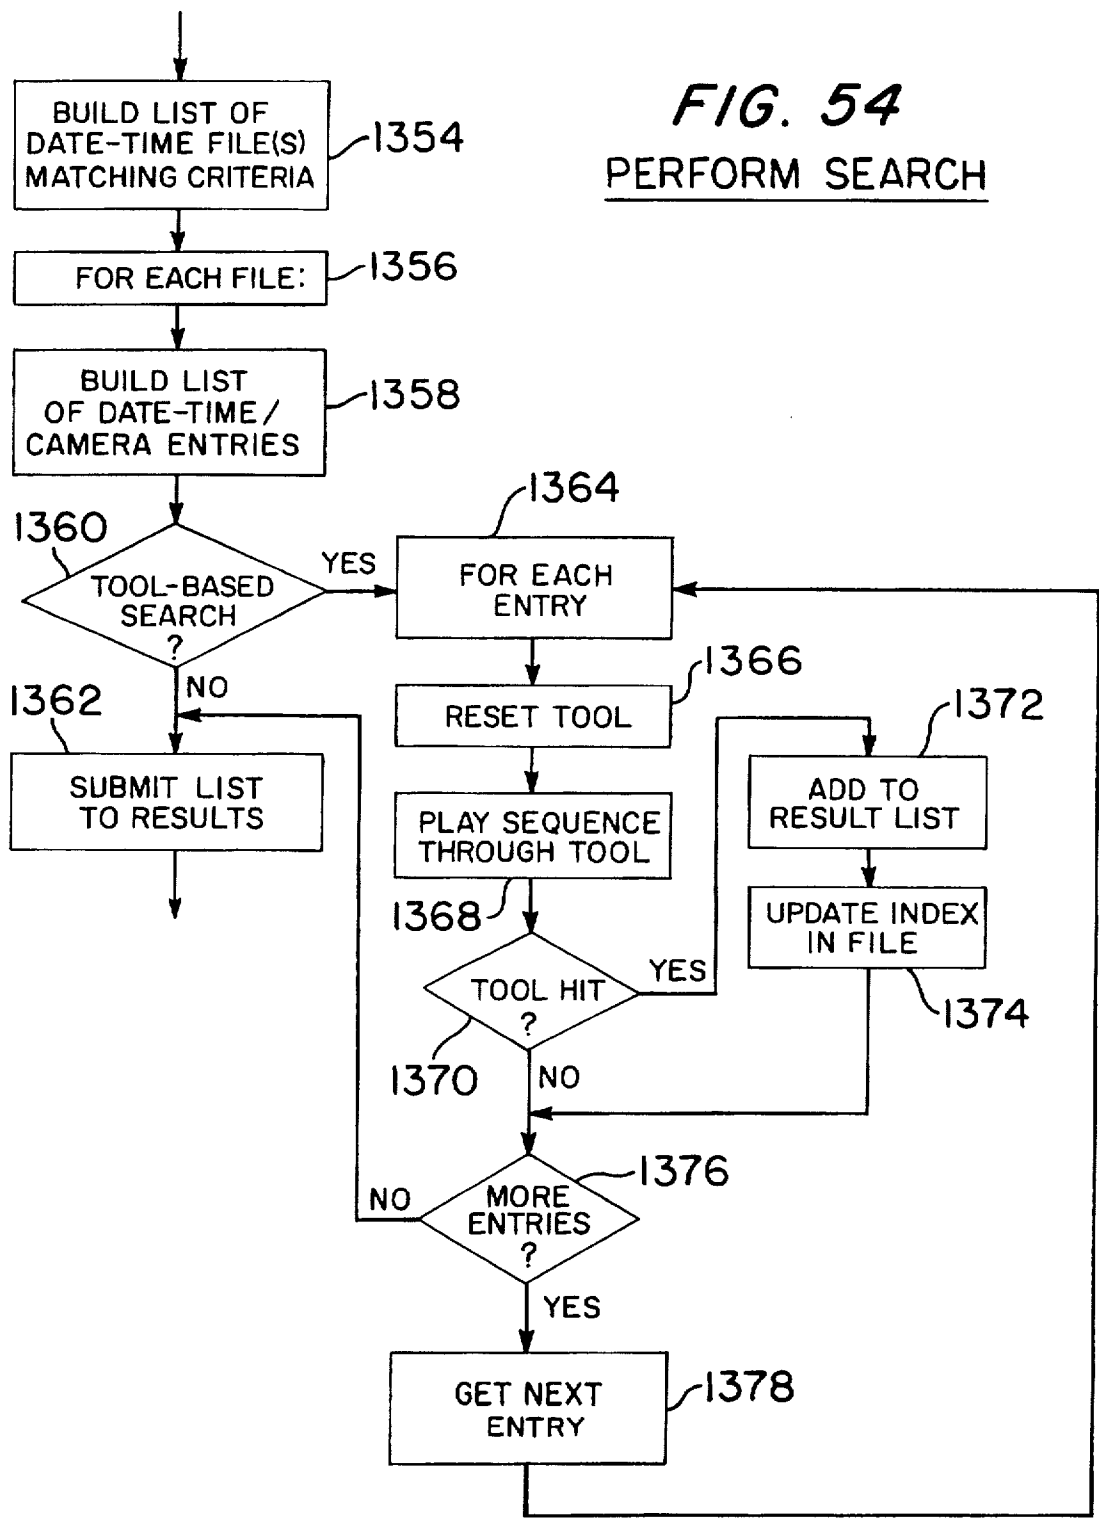 FIG. 54
PERFORM SEARCH
BUILD LIST OF
DATE-TIME FILE(S)
MATCHING CRITERIA
1354
FOR EACH FILE:
1356
BUILD LIST
OF DATE-TIME/
CAMERA ENTRIES
1358
1360
TOOL-BASED
SEARCH
?
YES
NO
1362
SUBMIT LIST
TO RESULTS
1364
FOR EACH
ENTRY
1366
RESET TOOL
PLAY SEQUENCE
THROUGH TOOL
1368
TOOL HIT
?
1370
YES
NO
1372
ADD TO
RESULT LIST
UPDATE INDEX
IN FILE
1374
1376
MORE
ENTRIES
?
NO
YES
GET NEXT
ENTRY
1378